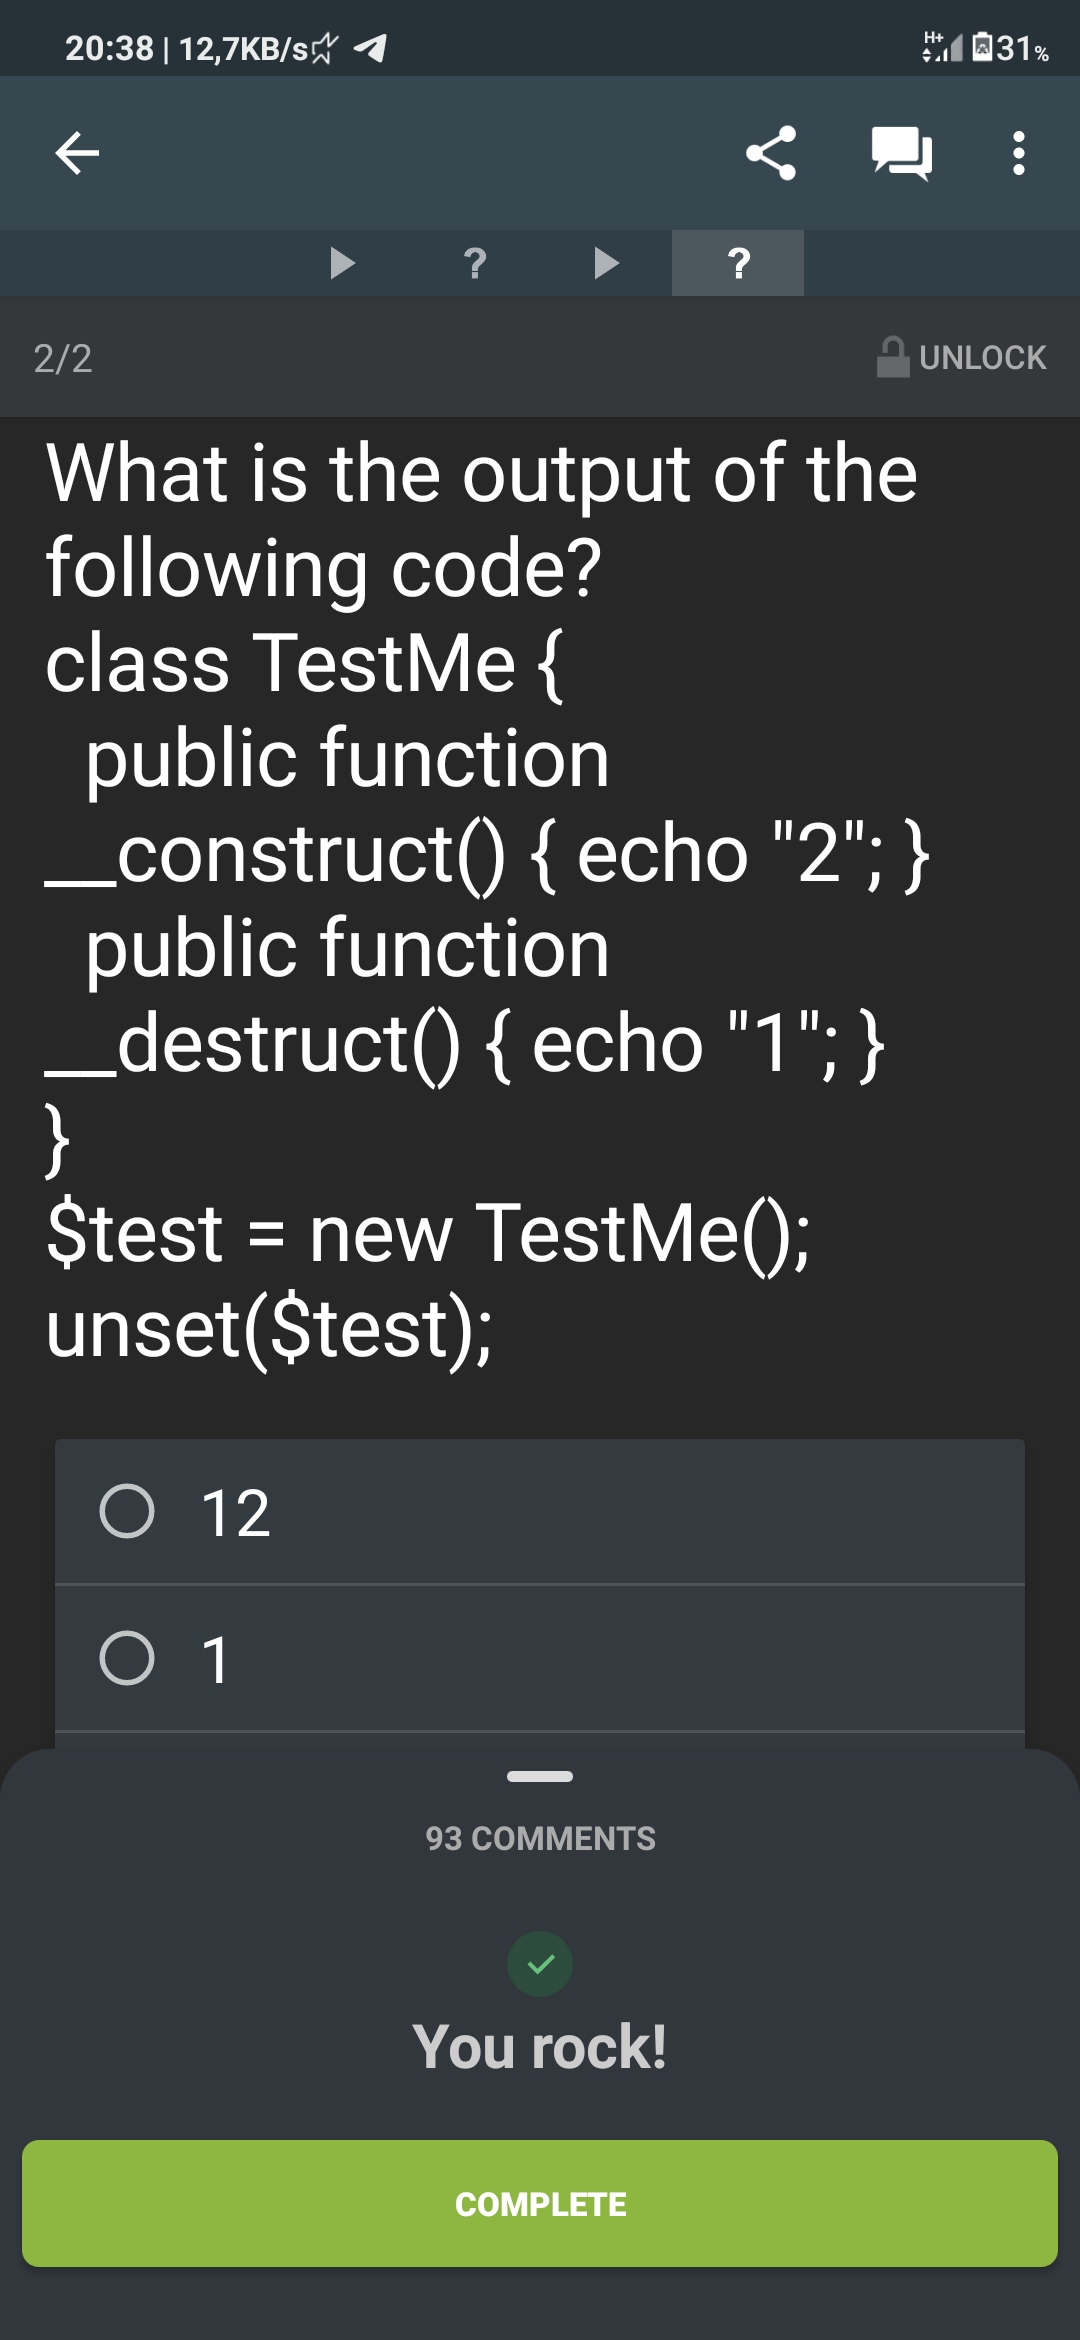 20:38 | 12,7KB/s
H+
31%
? ?
2/2
UNLOCK
What is the output of the
following code?
class TestMe {
public function
__construct() { echo "2"; }
public function
__destruct() { echo "1"; }
}
$test = new TestMe();
unset($test);
12
1
93 COMMENTS
You rock!
COMPLETE